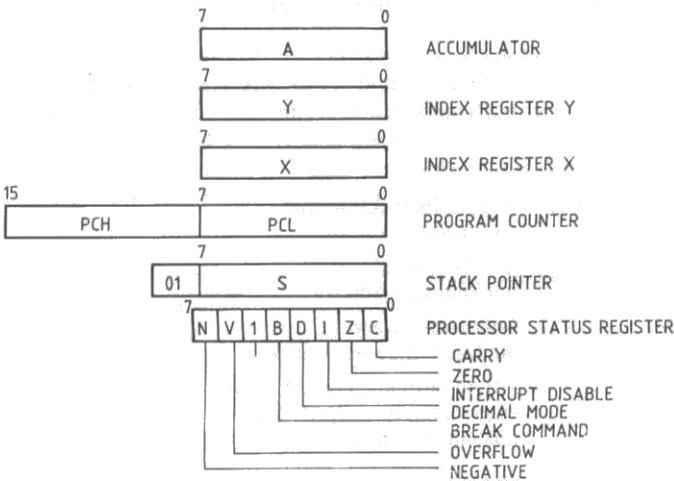 7 0
A ACCUMULATOR
7 0
Y INDEX REGISTER Y
7 0
X INDEX REGISTER X
15 7 0
PCH PCL PROGRAM COUNTER
7 0
01 S STACK POINTER
7 0
N V 1 B D I Z C PROCESSOR STATUS REGISTER
CARRY
ZERO
INTERRUPT DISABLE
DECIMAL MODE
BREAK COMMAND
OVERFLOW
NEGATIVE